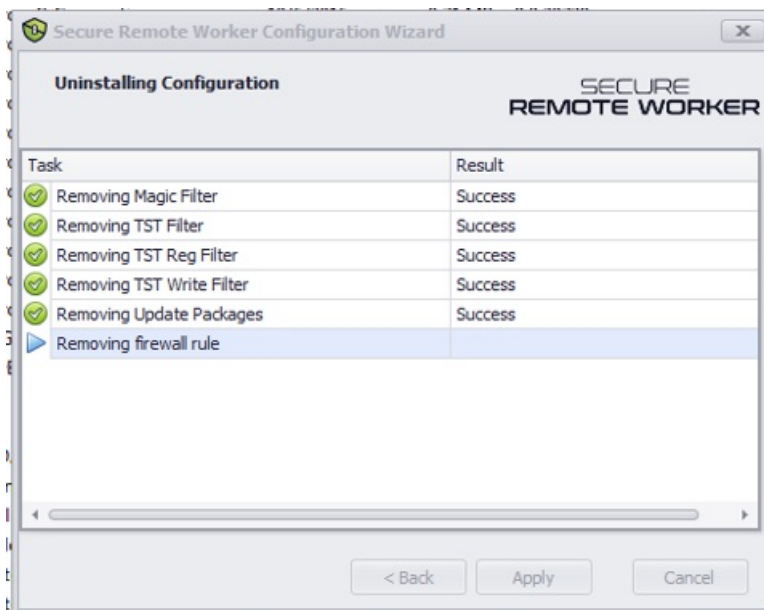 Secure Remote Worker Configuration Wizard
Uninstalling Configuration
SECURE
REMOTE WORKER
Task Result
Removing Magic Filter Success
Removing TST Filter Success
Removing TST Reg Filter Success
Removing TST Write Filter Success
Removing Update Packages Success
Removing firewall rule
< Back Apply Cancel